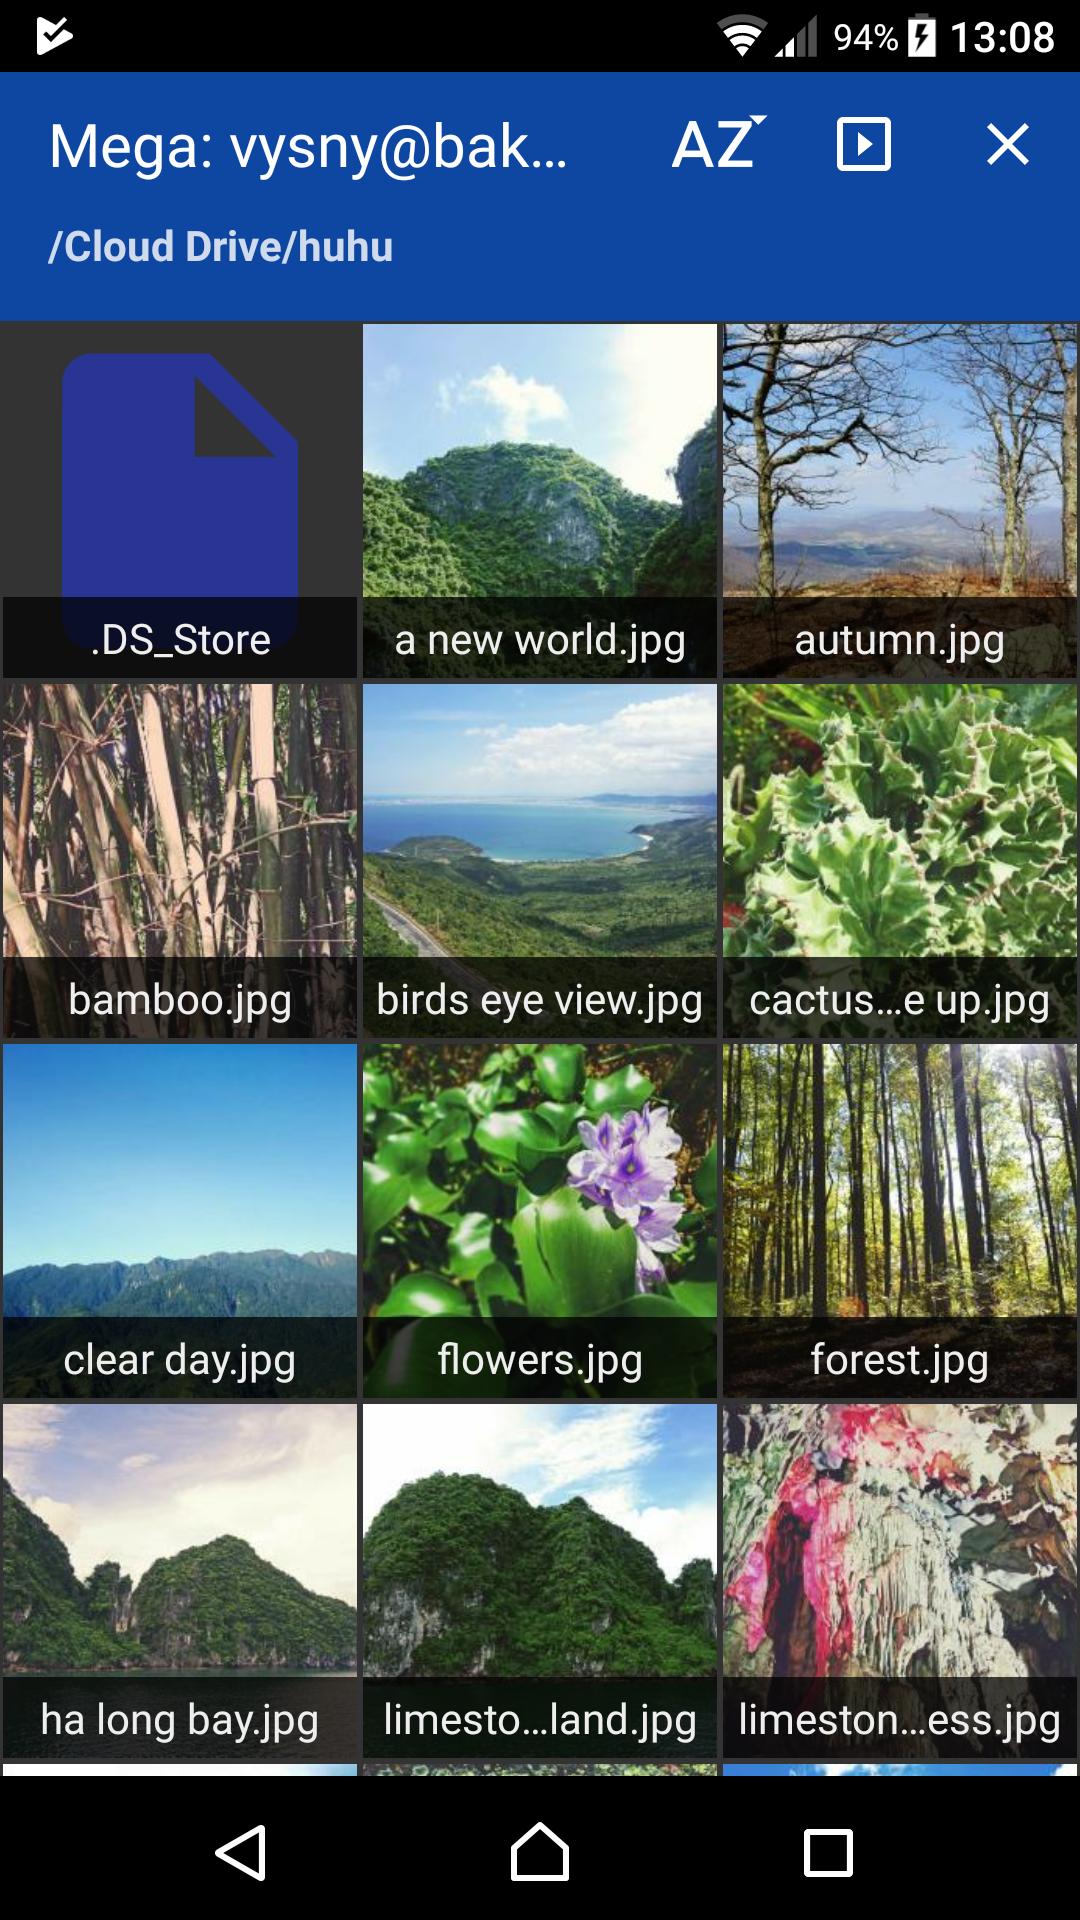 94% 13:08
Mega: vysny@bak... AZ
/Cloud Drive/huhu
.DS_Store
a new world.jpg
autumn.jpg
bamboo.jpg
birds eye view.jpg
cactus...e up.jpg
clear day.jpg
flowers.jpg
forest.jpg
ha long bay.jpg
limesto...land.jpg
limeston...ess.jpg